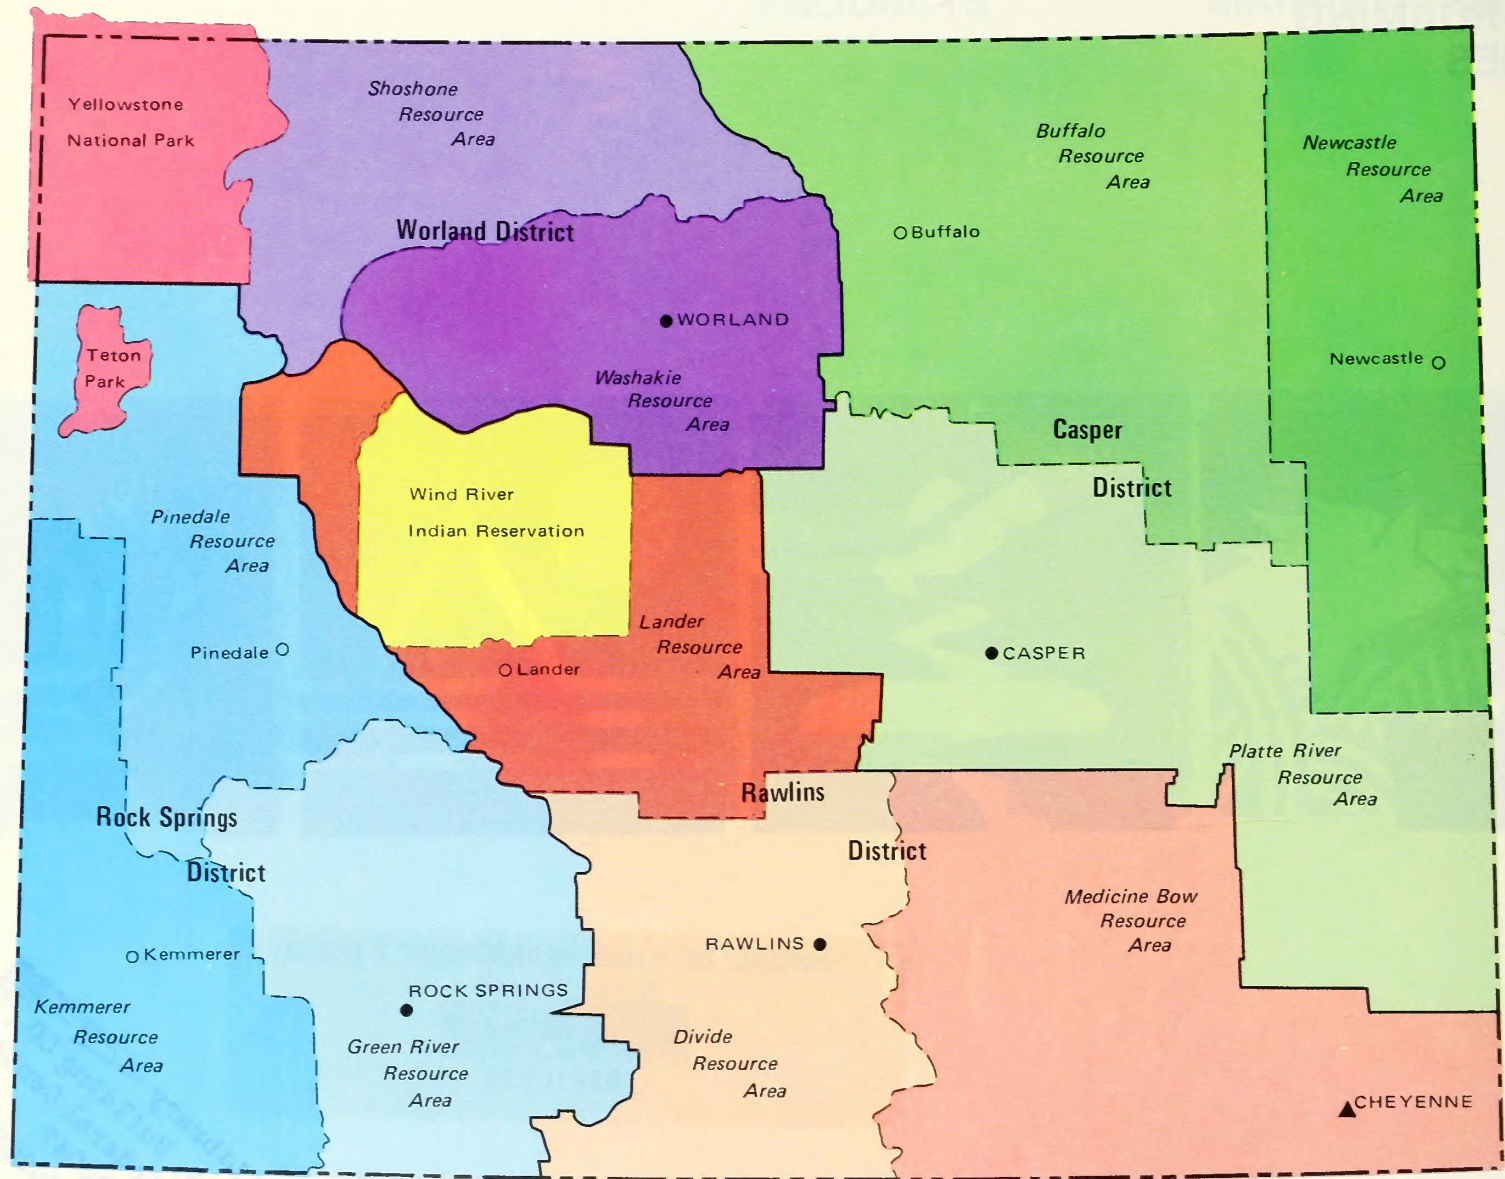 Yellowstone
National Park
Shoshone
Resource
Area
Buffalo
Resource
Area
Newcastle
Resource
Area
Worland District
Buffalo
WORLAND
Newcastle
Teton
Park
Washakie
Resource
Area
Casper
District
Wind River
Indian Reservation
Pinedale
Resource
Area
Lander
Resource
Area
Pinedale
Lander
CASPER
Platte River
Resource
Area
Rock Springs
District
Rawlins
District
Medicine Bow
Resource
Area
Kemmerer
RAWLINS
ROCK SPRINGS
Kemmerer
Resource
Area
Green River
Resource
Area
Divide
Resource
Area
CHEYENNE